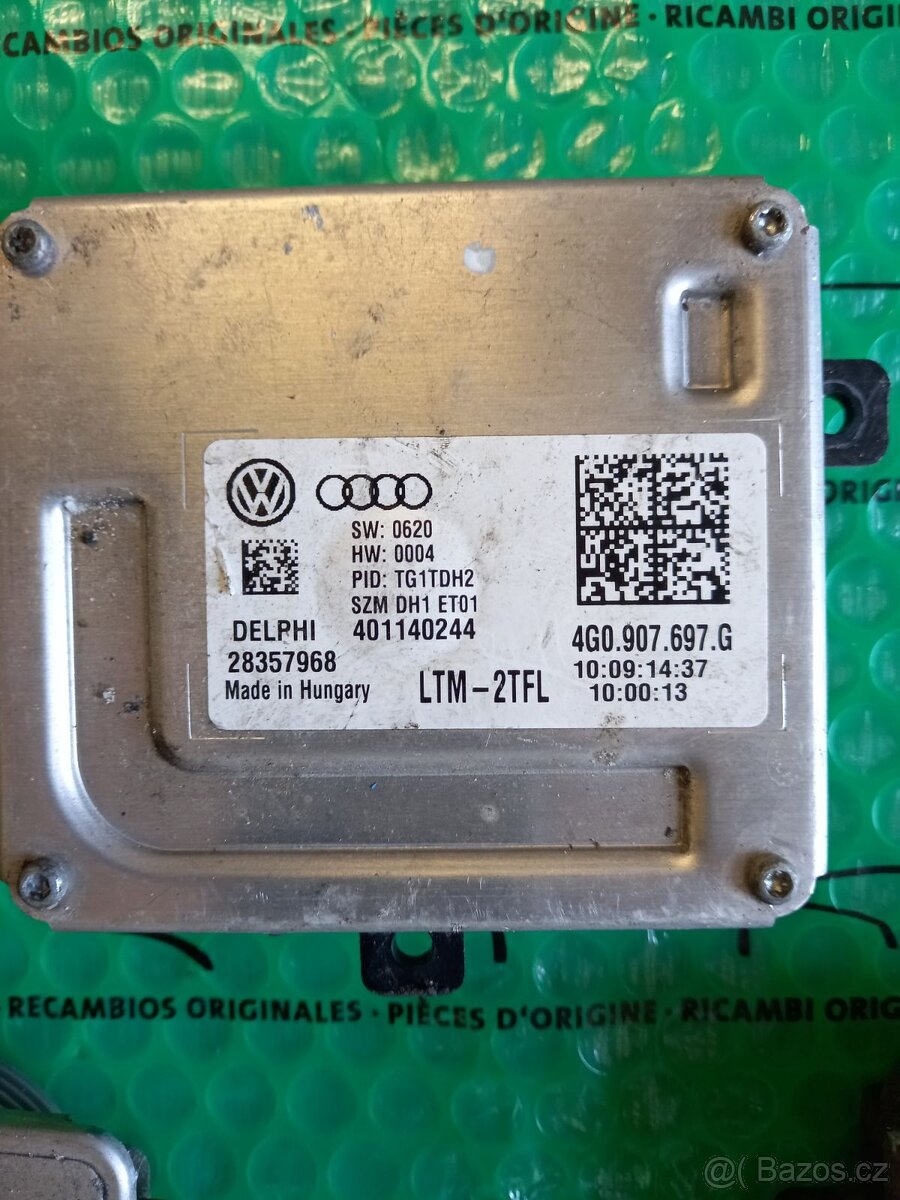 RECAMBIOS ORIGINALES · PIÈCES D'ORIGINE · RICAMBI ORIGI
SW: 0620
HW: 0004
PID: TG1TDH2
SZM DH1 ET01
DELPHI 401140244
4G0.907.697.G
28357968
10:09:14:37
Made in Hungary
LTM-2TFL
10:00:13
ORIG
RECAMBIOS ORIGINALES · PIÈCES D'ORIGINE · RICAMBI ORIG
@( Bazos.cz